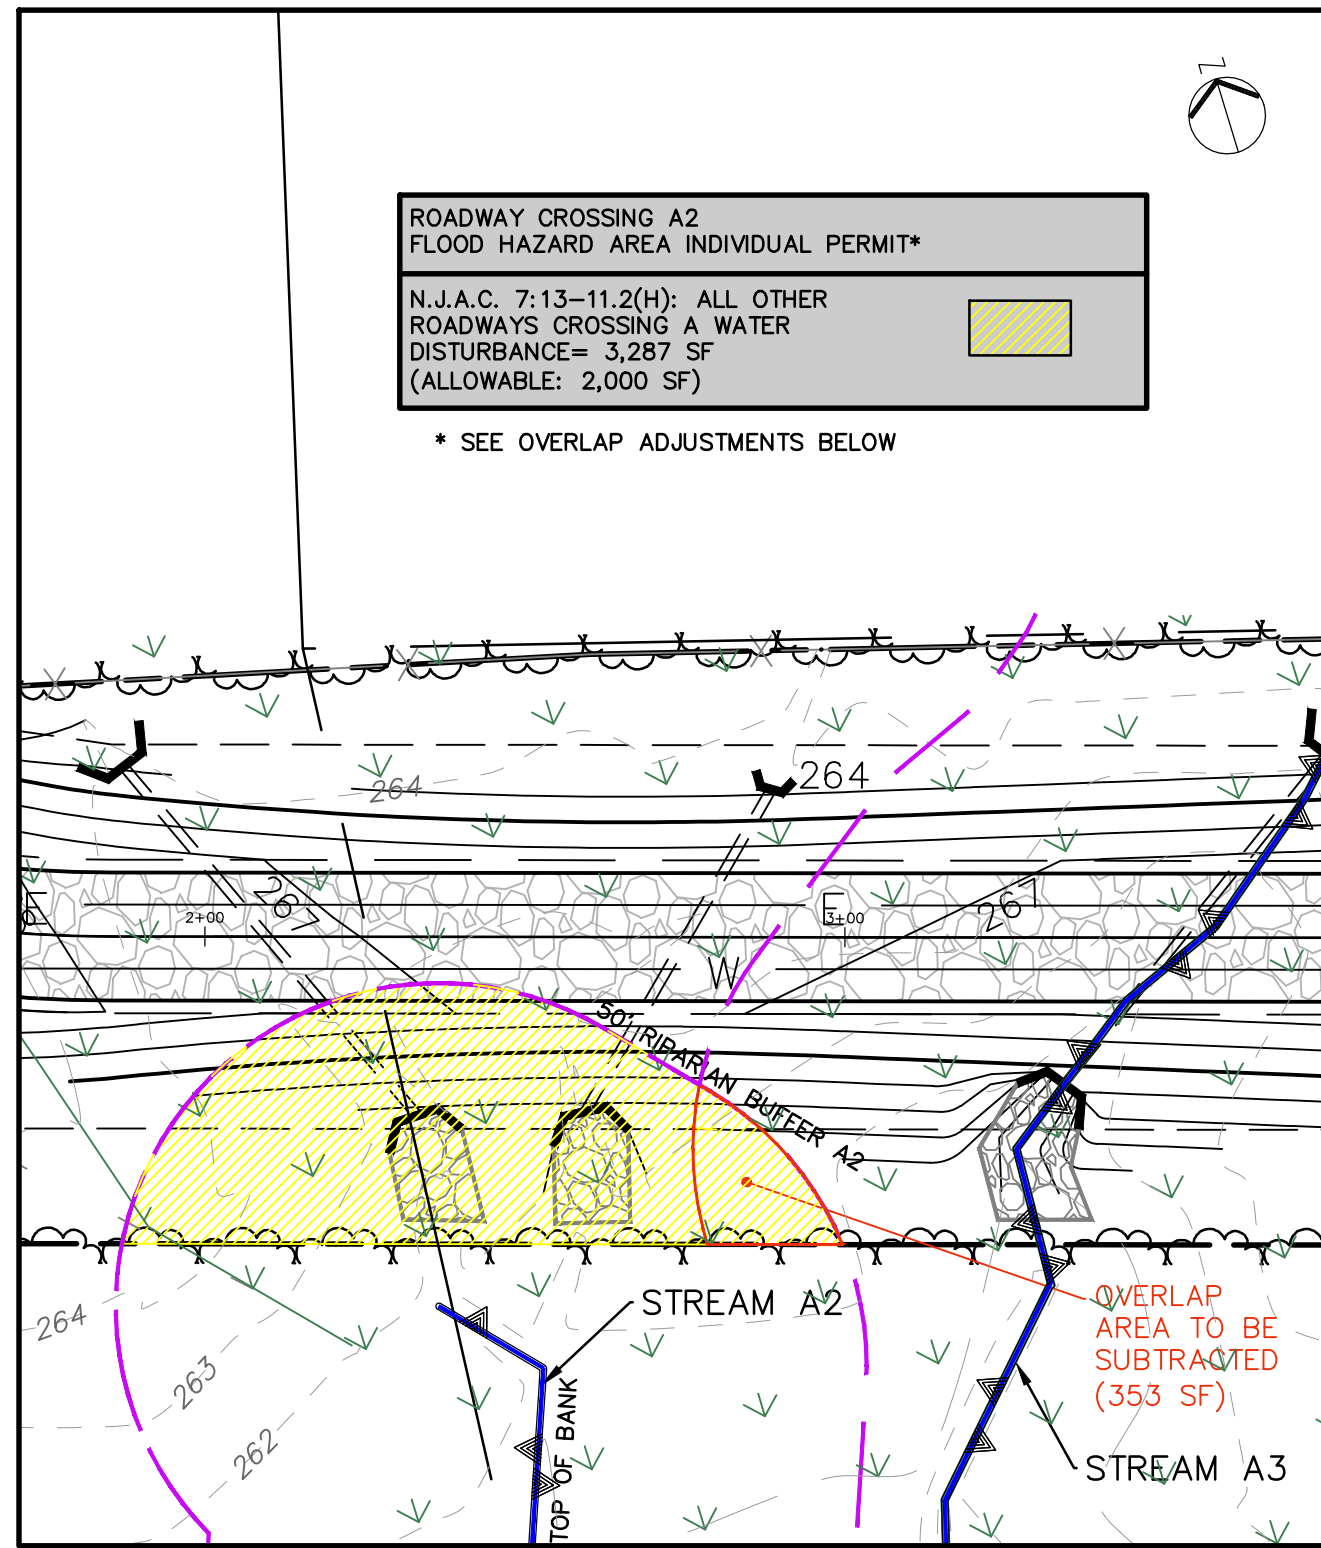 Z
ROADWAY CROSSING A2
FLOOD HAZARD AREA INDIVIDUAL PERMIT*
N.J.A.C. 7:13-11.2(H): ALL OTHER
ROADWAYS CROSSING A WATER
DISTURBANCE= 3,287 SF
(ALLOWABLE: 2,000 SF)
* SEE OVERLAP ADJUSTMENTS BELOW
264
264
267
2+00
E
3+00
267
W
50' RIPARIAN BUFFER A2
STREAM A2
264
263
262
TOP OF BANK
OVERLAP
AREA TO BE
SUBTRACTED
(353 SF)
STREAM A3